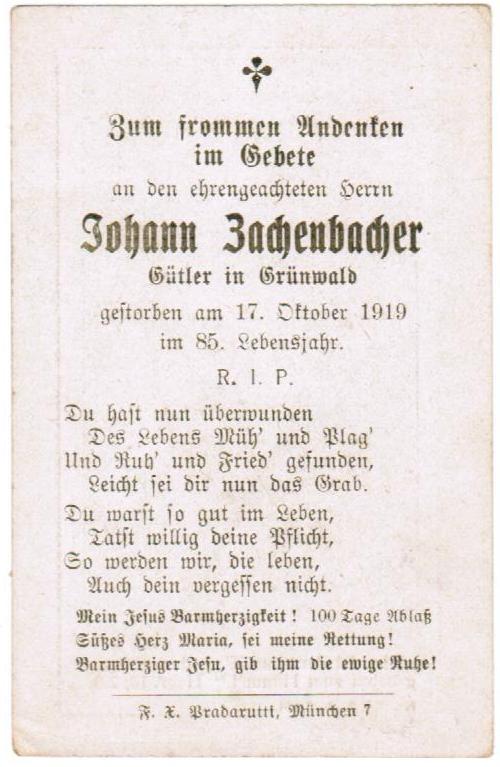 Zum frommen Andenken
im Gebete
an den ehrengeachteten Herrn
Johann Zachenbacher
Gütler in Grünwald
gestorben am 17. Oktober 1919
im 85. Lebensjahr.
R. I. P.
Du hast nun überwunden
Des Lebens Müh' und Plag'
Und Ruh' und Fried' gefunden,
Leicht sei dir nun das Grab.
Du warst so gut im Leben,
Tatst willig deine Pflicht,
So werden wir, die leben,
Auch dein vergessen nicht.
Mein Jesus Barmherzigkeit! 100 Tage Ablaß
Süßes Herz Maria, sei meine Rettung!
Barmherziger Jesu, gib ihm die ewige Ruhe!
F. X. Pradarutti, München 7